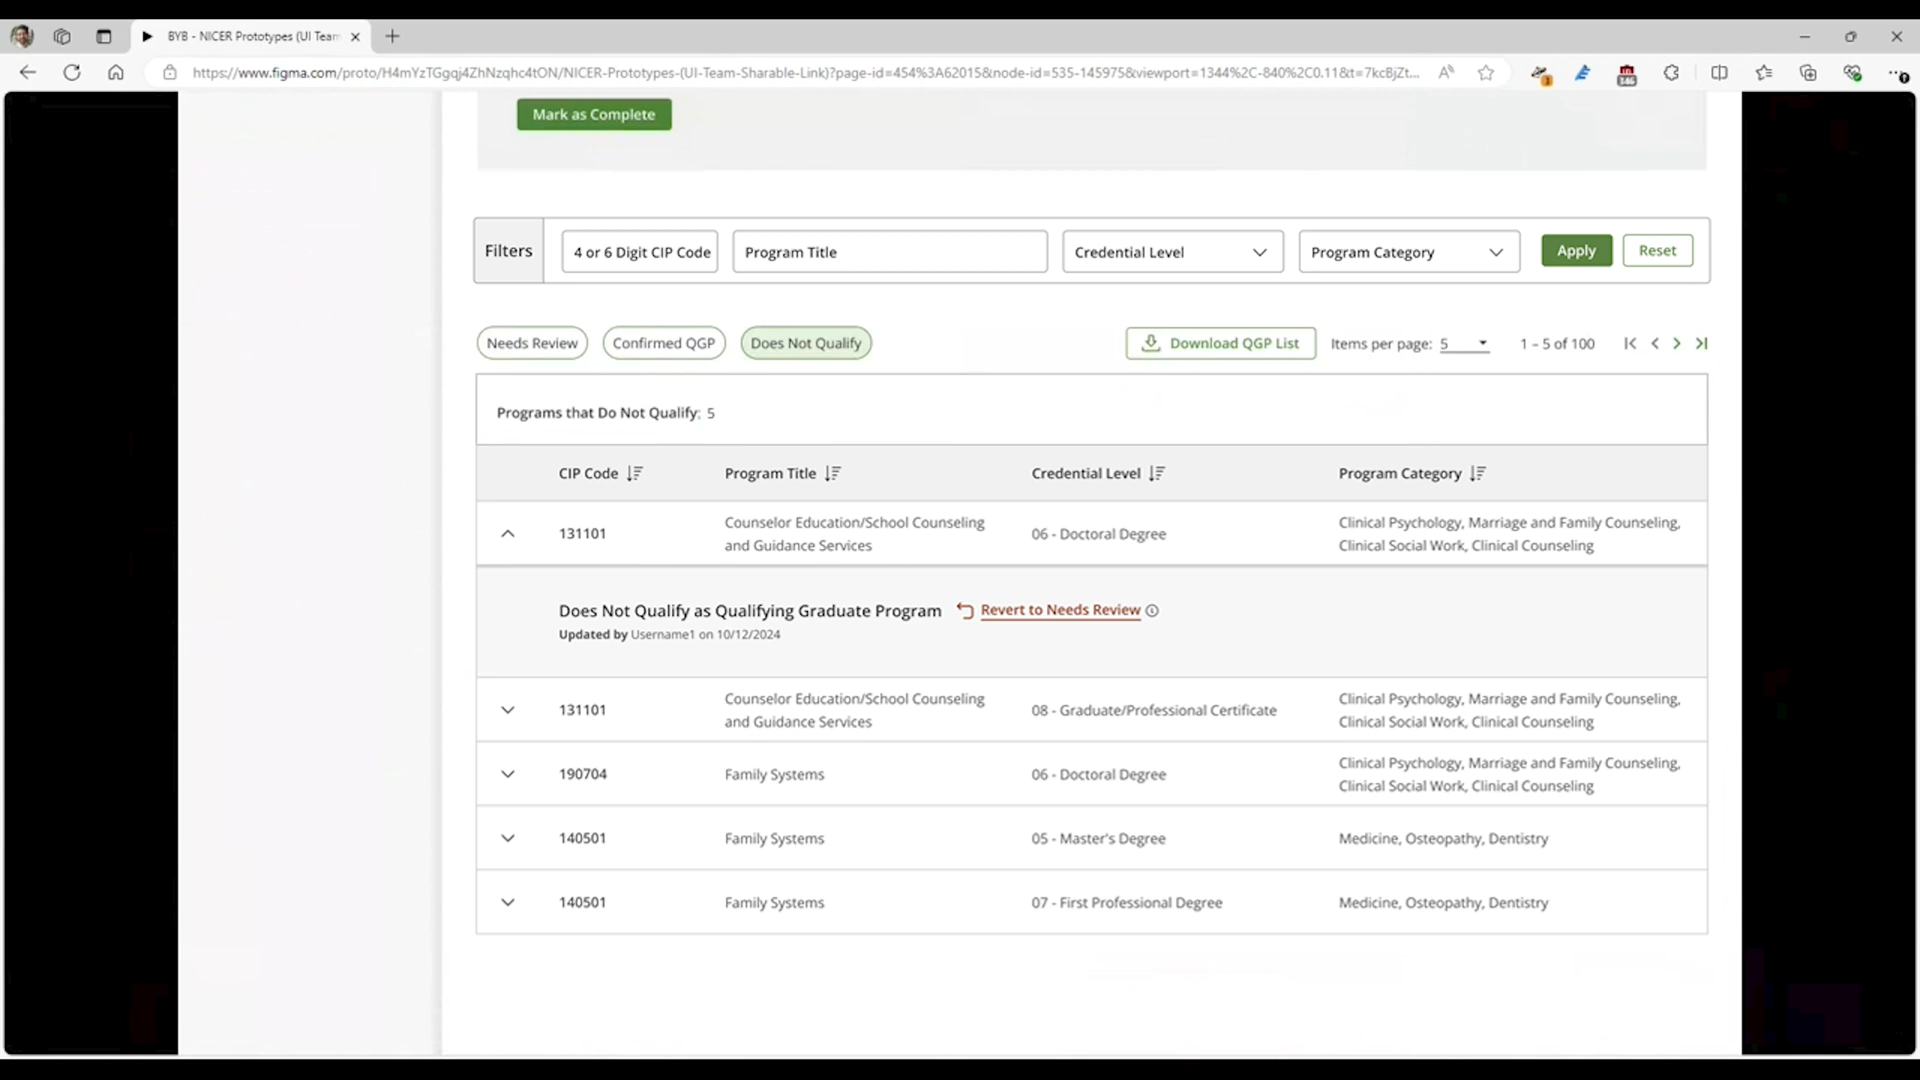 BYB - NICER Prototypes (UI Team
https://www.figma.com/proto/H4mYzTGgqj4ZhNzqhc4tON/NICER-Prototypes-(UI-Team-Sharable-Link)?page-id=454%3A62015&node-id=535-145975&viewport=1344%2C-840%2C0.11&t=7kcBjZt...
Mark as Complete
Filters 4 or 6 Digit CIP Code Program Title Credential Level Program Category Apply Reset
Needs Review Confirmed QGP Does Not Qualify Download QGP List Items per page: 5 1 – 5 of 100
Programs that Do Not Qualify: 5
CIP Code Program Title Credential Level Program Category
131101 Counselor Education/School Counseling and Guidance Services 06 - Doctoral Degree Clinical Psychology, Marriage and Family Counseling, Clinical Social Work, Clinical Counseling
Does Not Qualify as Qualifying Graduate Program Revert to Needs Review
Updated by Username1 on 10/12/2024
131101 Counselor Education/School Counseling and Guidance Services 08 - Graduate/Professional Certificate Clinical Psychology, Marriage and Family Counseling, Clinical Social Work, Clinical Counseling
190704 Family Systems 06 - Doctoral Degree Clinical Psychology, Marriage and Family Counseling, Clinical Social Work, Clinical Counseling
140501 Family Systems 05 - Master's Degree Medicine, Osteopathy, Dentistry
140501 Family Systems 07 - First Professional Degree Medicine, Osteopathy, Dentistry